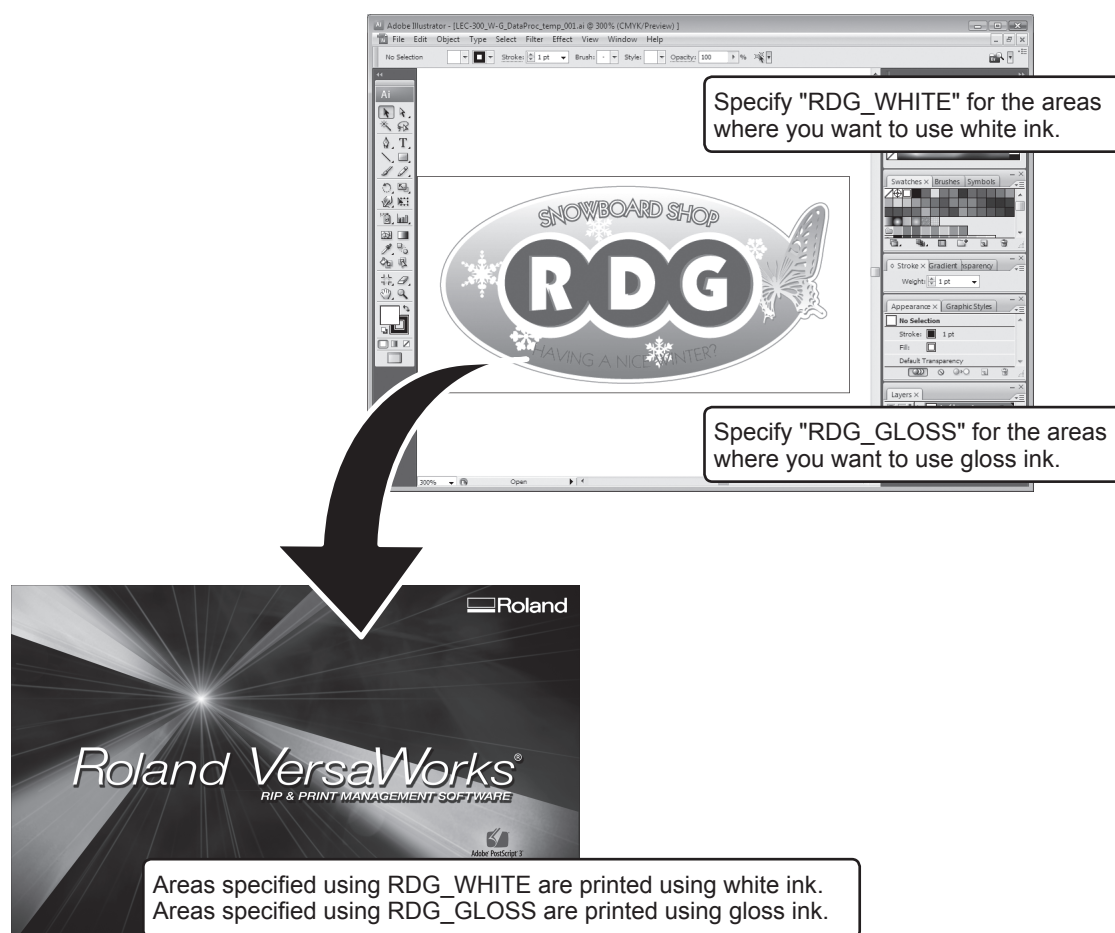 Adobe Illustrator - [LEC-300_W-G_DataProc_temp_001.ai @ 300% (CMYK/Preview) ]
File Edit Object Type Select Filter Effect View Window Help
No Selection Stroke: 1 pt Brush: Style: Opacity: 100 %
Ai
Specify "RDG_WHITE" for the areas
where you want to use white ink.
Swatches × Brushes Symbols
SNOWBOARD SHOP
RDG
HAVING A NICE WINTER?
Stroke × Gradient
Weight: 1 pt
Appearance × Graphic Styles
No Selection
Stroke: 1 pt
Fill:
Default Transparency
Layers ×
Specify "RDG_GLOSS" for the areas
where you want to use gloss ink.
300% Open
Roland
Roland VersaWorks®
RIP & PRINT MANAGEMENT SOFTWARE
Adobe PostScript 3
Areas specified using RDG_WHITE are printed using white ink.
Areas specified using RDG_GLOSS are printed using gloss ink.